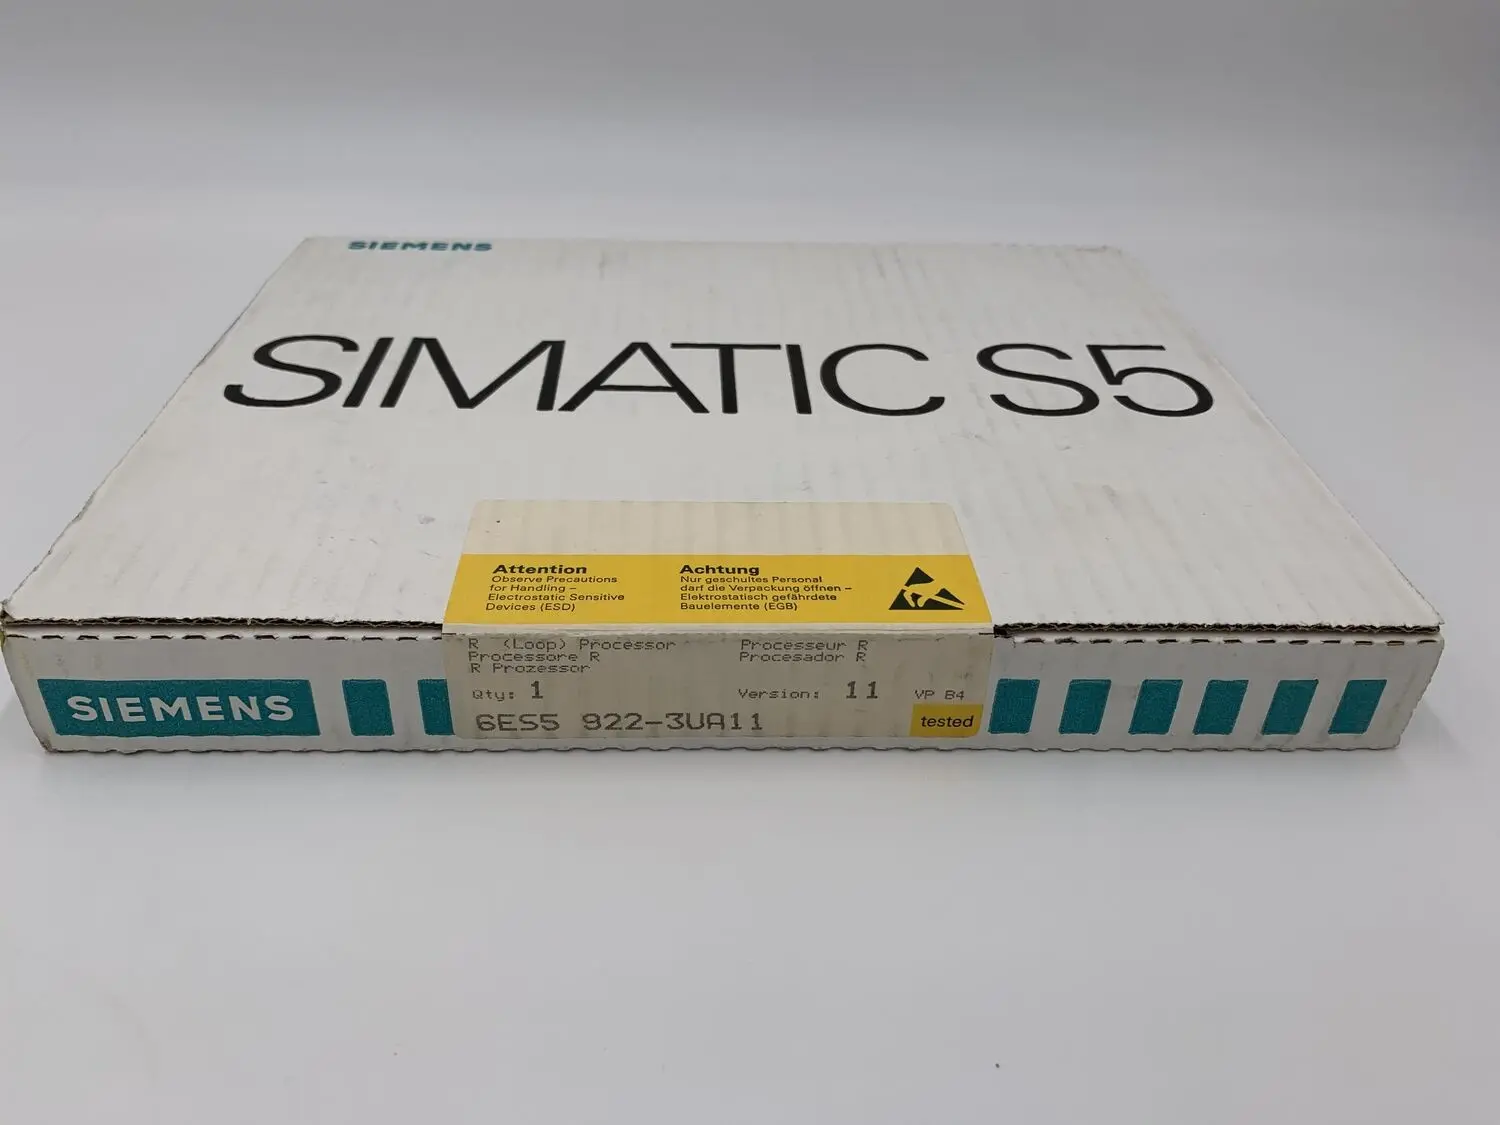 SIEMENS
SIMATIC S5
Attention
Observe Precautions
for Handling –
Electrostatic Sensitive
Devices (ESD)
Achtung
Nur geschultes Personal
darf die Verpackung öffnen –
Elektrostatisch gefährdete
Bauelemente (EGB)
R (Loop) Processor
Processore R
R Prozessor
Processeur R
Procesador R
Qty: 1
Version: 11
VP B4
6ES5 922-3UA11
tested
SIEMENS